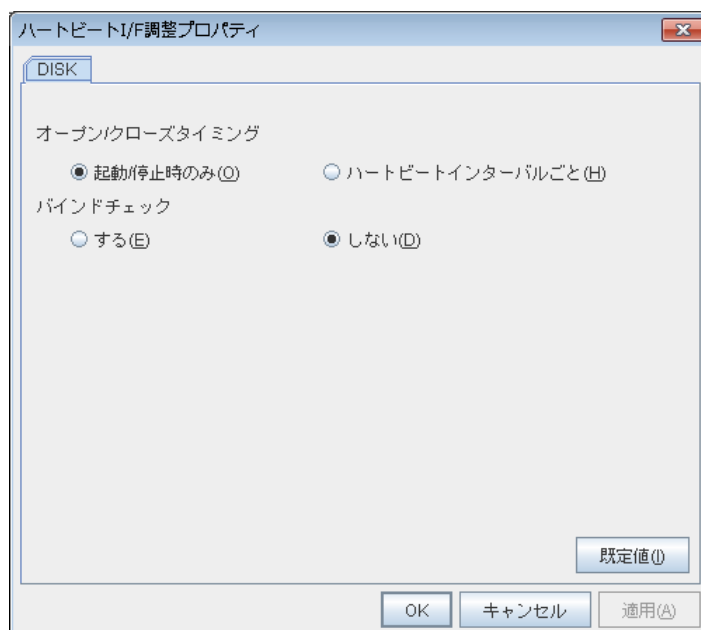 ハートビートI/F調整プロパティ
DISK
オープン/クローズタイミング
起動/停止時のみ(O) ハートビートインターバルごと(H)
バインドチェック
する(E) しない(D)
既定値(I)
OK キャンセル 適用(A)